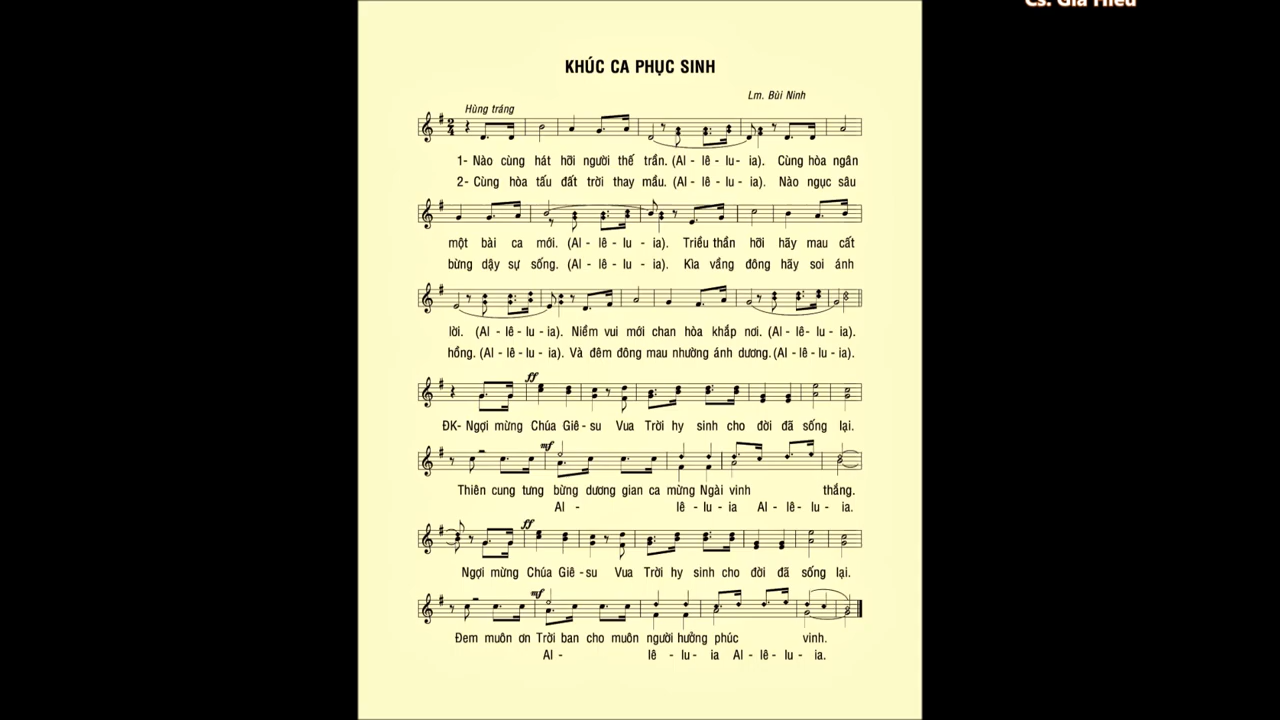 Cs. Gia Hiếu
KHÚC CA PHỤC SINH
Lm. Bùi Ninh
Hùng tráng
1- Nào cùng hát hỡi người thế trần. (Al - lê - lu - ia). Cùng hòa ngân
2- Cùng hòa tấu đất trời thay mầu. (Al - lê - lu - ia). Nào ngục sâu
một bài ca mới. (Al - lê - lu - ia). Triều thần hỡi hãy mau cất
bừng dậy sự sống. (Al - lê - lu - ia). Kìa vầng đông hãy soi ánh
lời. (Al - lê - lu - ia). Niềm vui mới chan hòa khắp nơi. (Al - lê- lu - ia).
hồng. (Al - lê - lu - ia). Và đêm đông mau nhường ánh dương. (Al - lê - lu - ia).
ff
ĐK- Ngợi mừng Chúa Giê - su Vua Trời hy sinh cho đời đã sống lại.
mf
Thiên cung tưng bừng dương gian ca mừng Ngài vinh thắng.
Al - lê - lu - ia Al - lê - lu - ia.
ff
Ngợi mừng Chúa Giê - su Vua Trời hy sinh cho đời đã sống lại.
mf
Đem muôn ơn Trời ban cho muôn người hưởng phúc vinh.
Al - lê - lu - ia Al - lê - lu - ia.